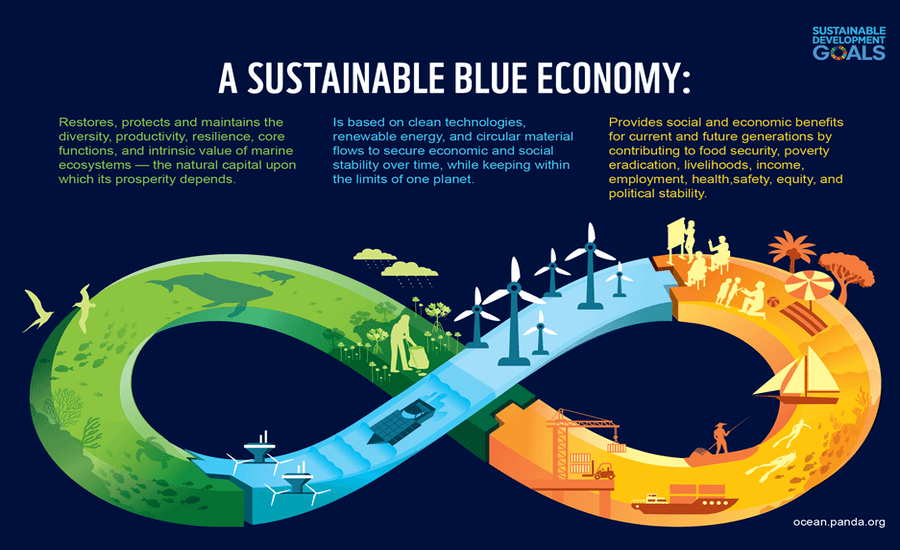 SUSTAINABLE
DEVELOPMENT
GOALS
A SUSTAINABLE BLUE ECONOMY:
Restores, protects and maintains the
diversity, productivity, resilience, core
functions, and intrinsic value of marine
ecosystems — the natural capital upon
which its prosperity depends.
Is based on clean technologies,
renewable energy, and circular material
flows to secure economic and social
stability over time, while keeping within
the limits of one planet.
Provides social and economic benefits
for current and future generations by
contributing to food security, poverty
eradication, livelihoods, income,
employment, health,safety, equity, and
political stability.
ocean.panda.org